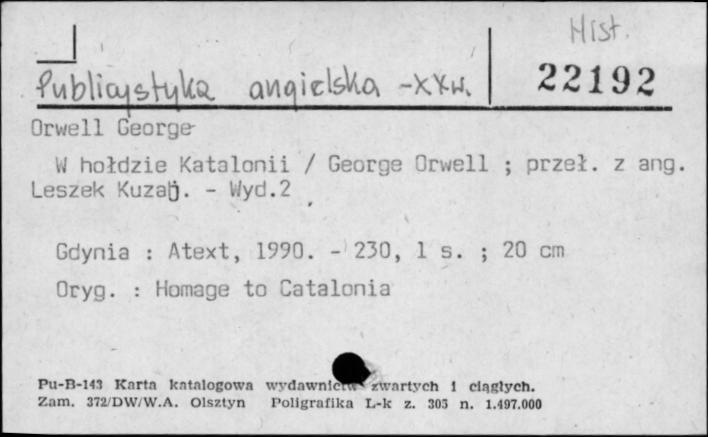 Hist.
Publicystyka angielska -XXw.
22192
Orwell George
W hołdzie Katalonii / George Orwell ; przeł. z ang.
Leszek Kuzaj. - Wyd.2
Gdynia : Atext, 1990. - 230, 1 s. ; 20 cm
Oryg. : Homage to Catalonia
Pu-B-143 Karta katalogowa wydawnictw zwartych i ciągłych.
Zam. 372/DW/W.A. Olsztyn Poligrafika L-k z. 305 n. 1.497.000